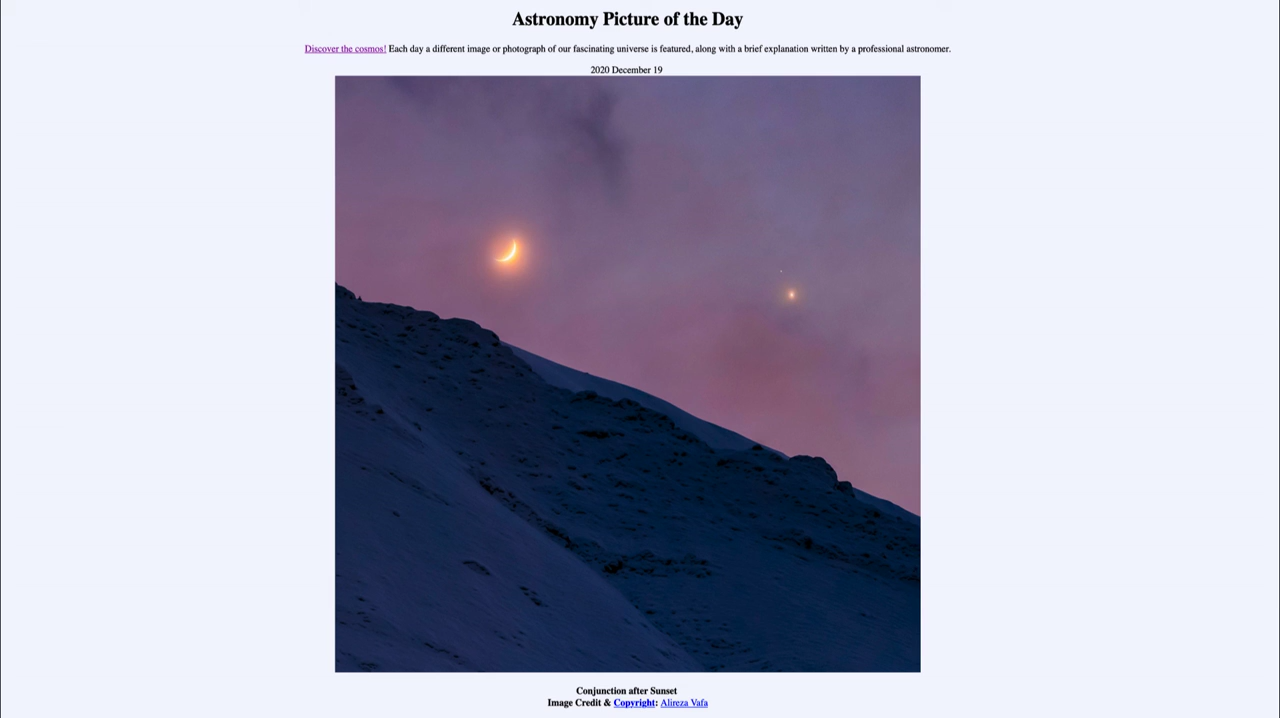 Astronomy Picture of the Day
Discover the cosmos! Each day a different image or photograph of our fascinating universe is featured, along with a brief explanation written by a professional astronomer.
2020 December 19
Conjunction after Sunset
Image Credit & Copyright: Alireza Vafa